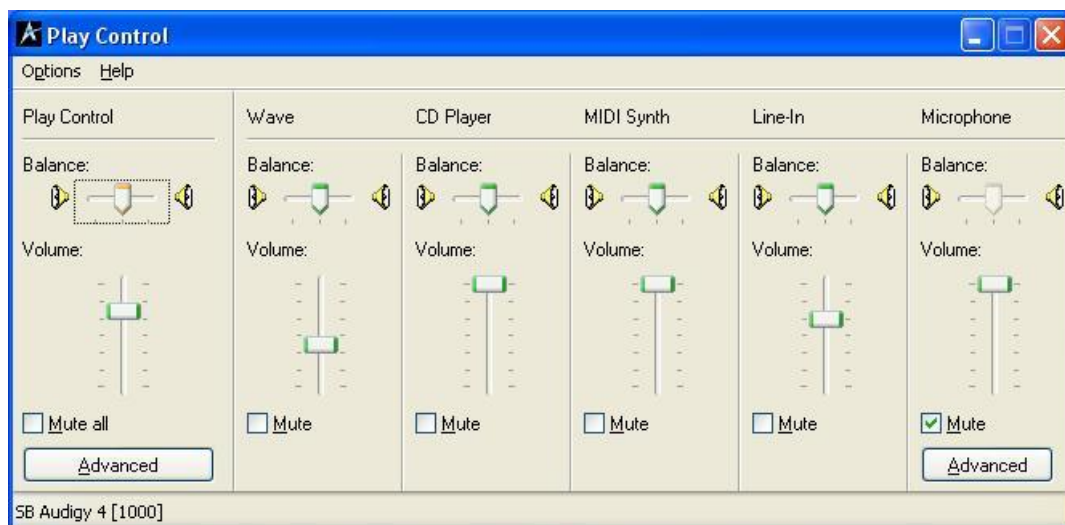 Play Control
Options Help
Play Control Wave CD Player MIDI Synth Line-In Microphone
Balance: Balance: Balance: Balance: Balance: Balance:
Volume: Volume: Volume: Volume: Volume: Volume:
Mute all Mute Mute Mute Mute Mute
Advanced Advanced
SB Audigy 4 [1000]